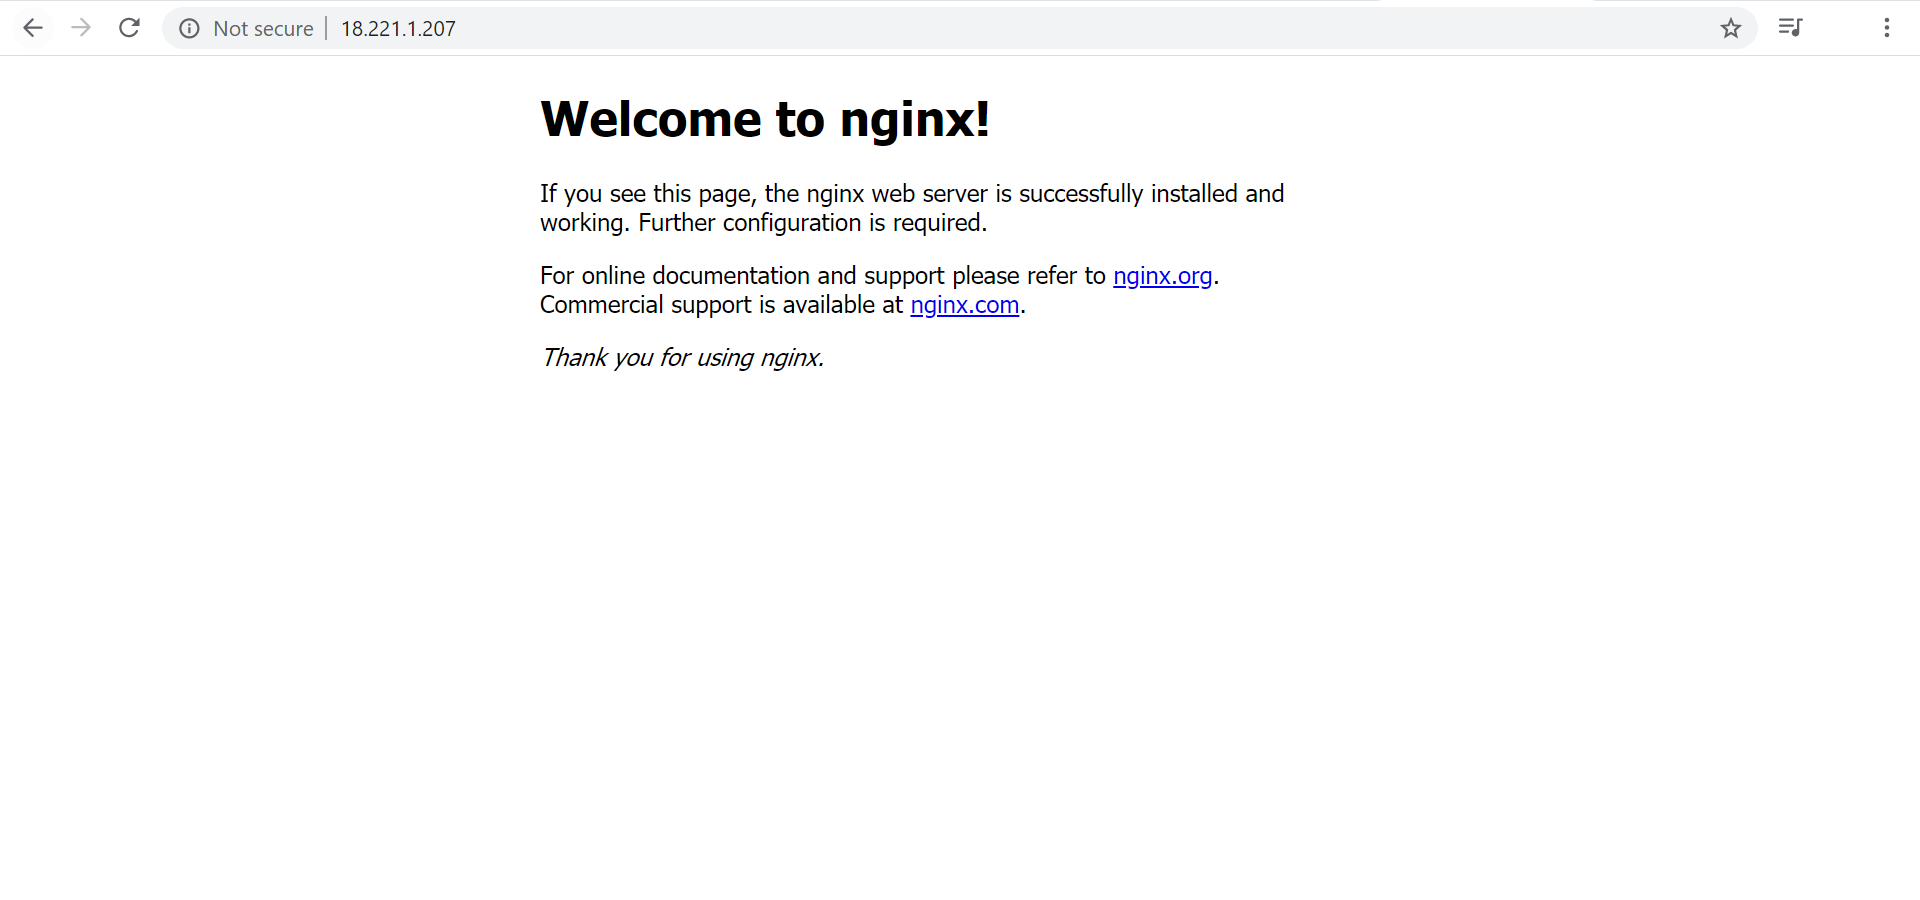 Not secure | 18.221.1.207
Welcome to nginx!
If you see this page, the nginx web server is successfully installed and
working. Further configuration is required.
For online documentation and support please refer to nginx.org.
Commercial support is available at nginx.com.
Thank you for using nginx.